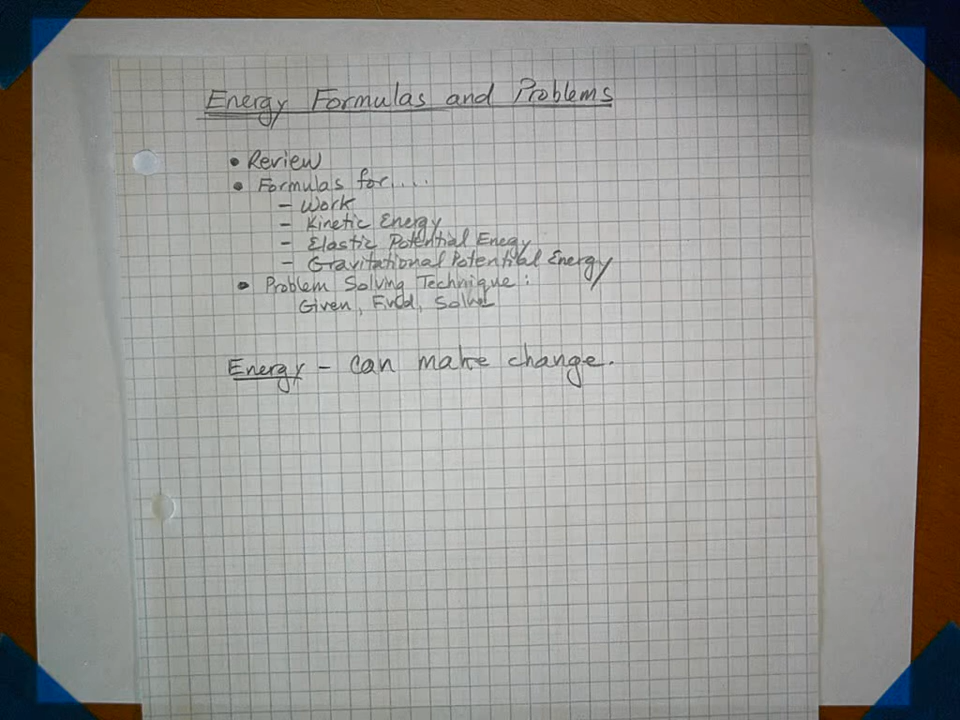 Energy Formulas and Problems
• Review
• Formulas for....
- Work
- Kinetic Energy
- Elastic Potential Energy
- Gravitational Potential Energy
• Problem Solving Technique:
Given, Find, Solve
Energy - can make change.